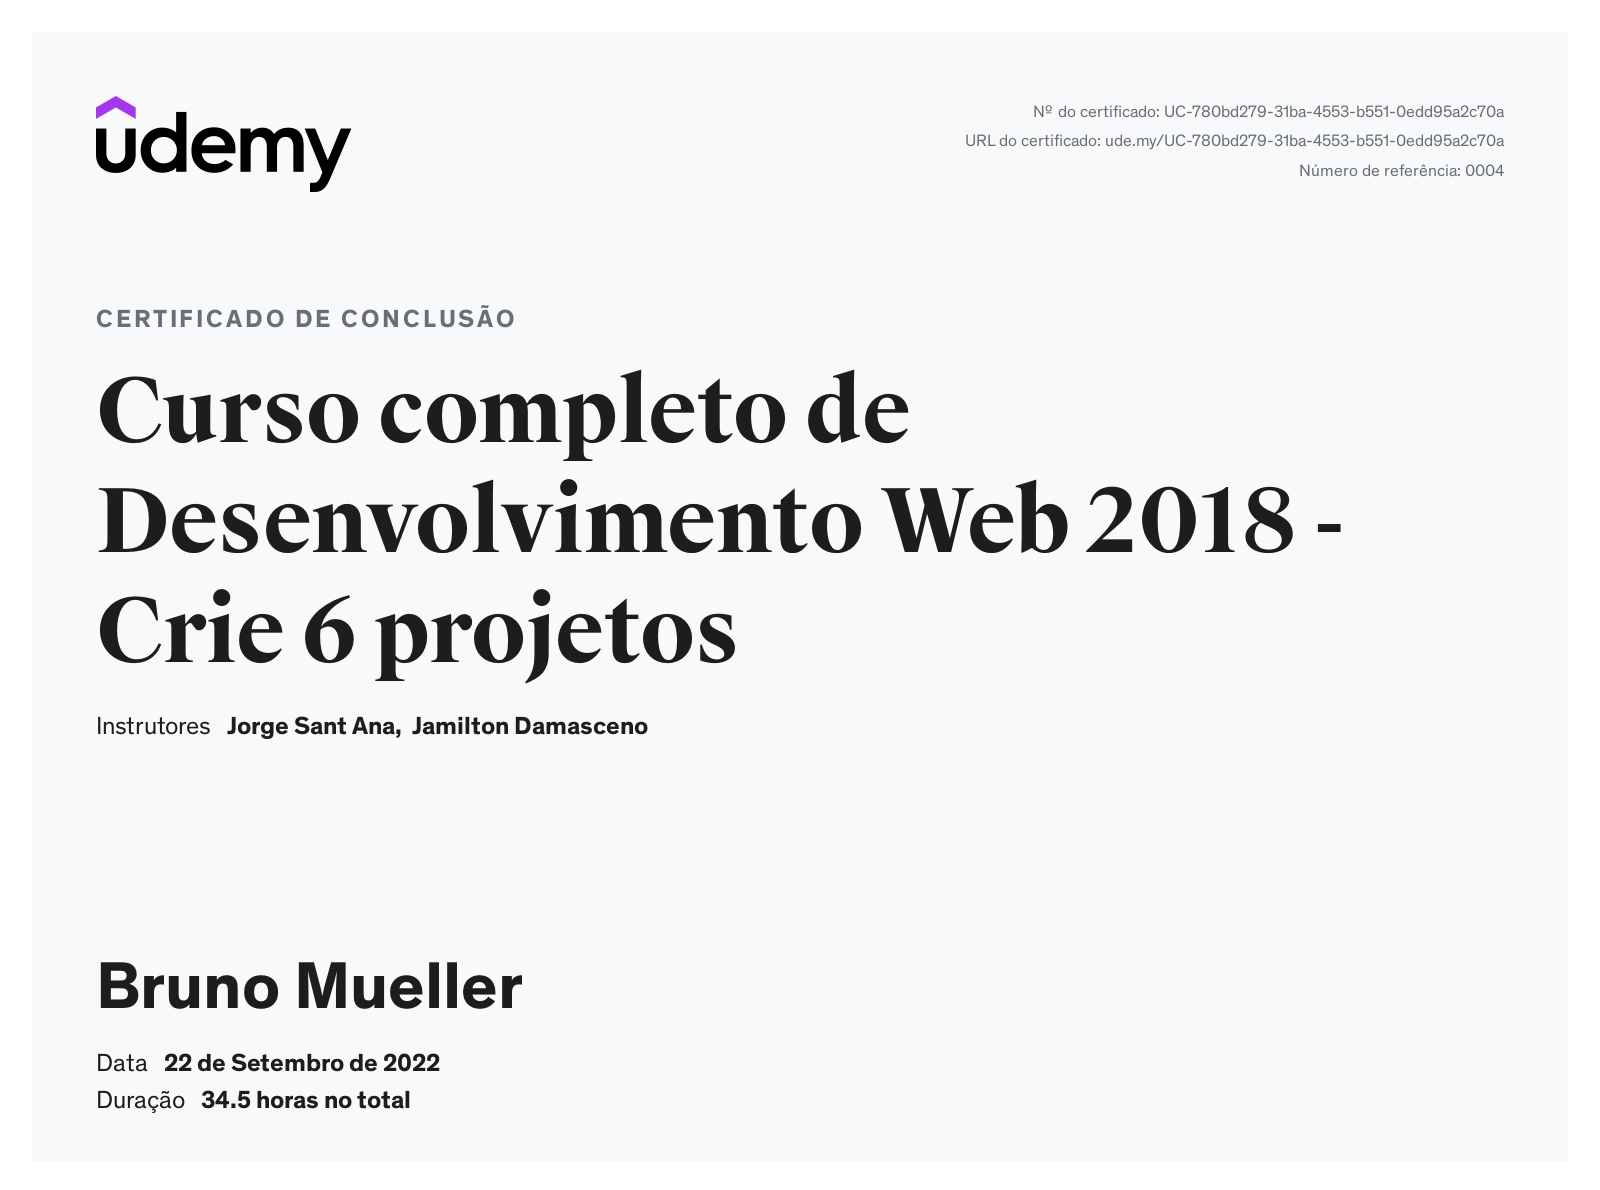 udemy
Nº do certificado: UC-780bd279-31ba-4553-b551-0edd95a2c70a
URL do certificado: ude.my/UC-780bd279-31ba-4553-b551-0edd95a2c70a
Número de referência: 0004
CERTIFICADO DE CONCLUSÃO
Curso completo de
Desenvolvimento Web 2018 -
Crie 6 projetos
Instrutores Jorge Sant Ana, Jamilton Damasceno
Bruno Mueller
Data 22 de Setembro de 2022
Duração 34.5 horas no total